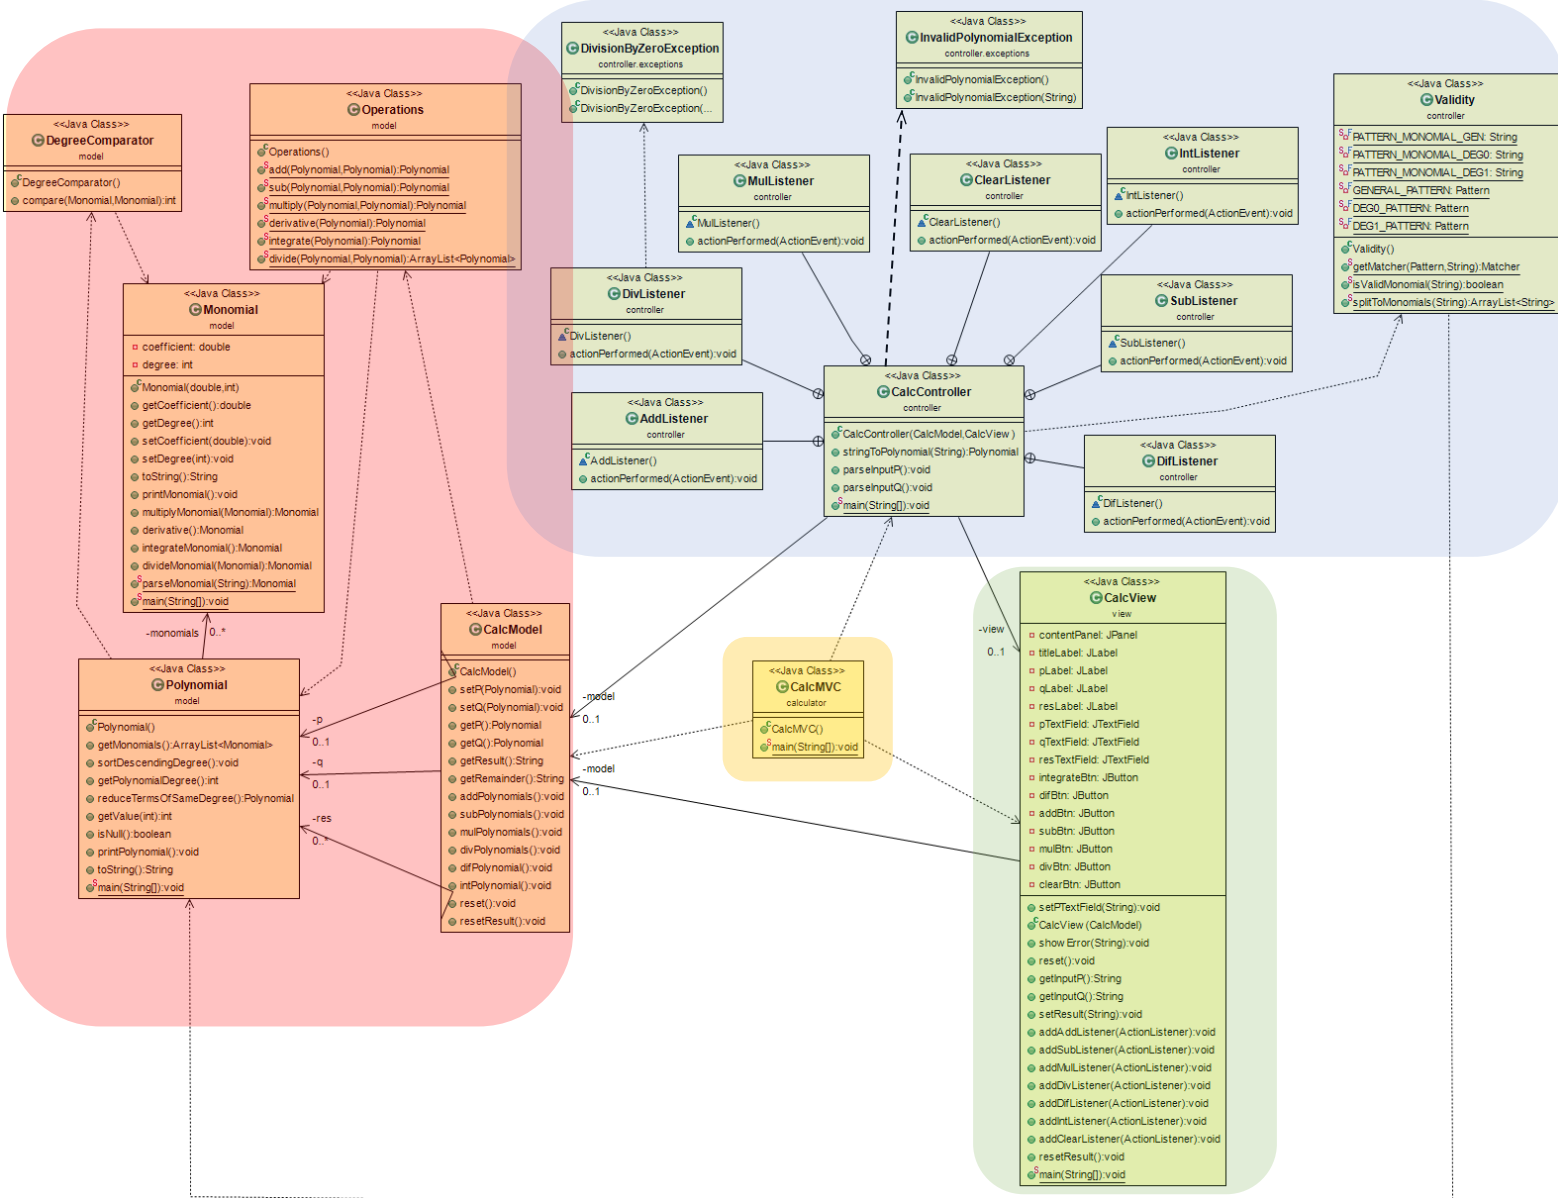 <<Java Class>>
DegreeComparator
model
DegreeComparator()
compare(Monomial,Monomial):int
<<Java Class>>
Operations
model
Operations()
add(Polynomial,Polynomial):Polynomial
sub(Polynomial,Polynomial):Polynomial
multiply(Polynomial,Polynomial):Polynomial
derivative(Polynomial):Polynomial
integrate(Polynomial):Polynomial
divide(Polynomial,Polynomial):ArrayList<Polynomial>
<<Java Class>>
Monomial
model
coefficient: double
degree: int
Monomial(double,int)
getCoefficient():double
getDegree():int
setCoefficient(double):void
setDegree(int):void
toString():String
printMonomial():void
multiplyMonomial(Monomial):Monomial
derivative():Monomial
integrateMonomial():Monomial
divideMonomial(Monomial):Monomial
parseMonomial(String):Monomial
main(String[]):void
-monomials 0..*
<<Java Class>>
Polynomial
model
Polynomial()
getMonomials():ArrayList<Monomial>
sortDescendingDegree():void
getPolynomialDegree():int
reduceTermsOfSameDegree():Polynomial
getValue(int):int
isNull():boolean
printPolynomial():void
toString():String
main(String[]):void
-p
0..1
-q
0..1
-res
0..*
<<Java Class>>
CalcModel
model
CalcModel()
setP(Polynomial):void
setQ(Polynomial):void
getP():Polynomial
getQ():Polynomial
getResult():String
getRemainder():String
addPolynomials():void
subPolynomials():void
mulPolynomials():void
divPolynomials():void
difPolynomial():void
intPolynomial():void
reset():void
resetResult():void
<<Java Class>>
DivisionByZeroException
controller.exceptions
DivisionByZeroException()
DivisionByZeroException(...
<<Java Class>>
InvalidPolynomialException
controller.exceptions
InvalidPolynomialException()
InvalidPolynomialException(String)
<<Java Class>>
MulListener
controller
MulListener()
actionPerformed(ActionEvent):void
<<Java Class>>
ClearListener
controller
ClearListener()
actionPerformed(ActionEvent):void
<<Java Class>>
IntListener
controller
IntListener()
actionPerformed(ActionEvent):void
<<Java Class>>
Validity
controller
PATTERN_MONOMIAL_GEN: String
PATTERN_MONOMIAL_DEG0: String
PATTERN_MONOMIAL_DEG1: String
GENERAL_PATTERN: Pattern
DEG0_PATTERN: Pattern
DEG1_PATTERN: Pattern
Validity()
getMatcher(Pattern,String):Matcher
isValidMonomial(String):boolean
splitToMonomials(String):ArrayList<String>
<<Java Class>>
DivListener
controller
DivListener()
actionPerformed(ActionEvent):void
<<Java Class>>
SubListener
controller
SubListener()
actionPerformed(ActionEvent):void
<<Java Class>>
AddListener
controller
AddListener()
actionPerformed(ActionEvent):void
<<Java Class>>
CalcController
controller
CalcController(CalcModel,CalcView)
stringToPolynomial(String):Polynomial
parseInputP():void
parseInputQ():void
main(String[]):void
<<Java Class>>
DifListener
controller
DifListener()
actionPerformed(ActionEvent):void
-model
0..1
-model
0..1
-view
0..1
<<Java Class>>
CalcMVC
calculator
CalcMVC()
main(String[]):void
<<Java Class>>
CalcView
view
contentPanel: JPanel
titleLabel: JLabel
pLabel: JLabel
qLabel: JLabel
resLabel: JLabel
pTextField: JTextField
qTextField: JTextField
resTextField: JTextField
integrateBtn: JButton
difBtn: JButton
addBtn: JButton
subBtn: JButton
mulBtn: JButton
divBtn: JButton
clearBtn: JButton
setPTextField(String):void
CalcView(CalcModel)
showError(String):void
reset():void
getInputP():String
getInputQ():String
setResult(String):void
addAddListener(ActionListener):void
addSubListener(ActionListener):void
addMulListener(ActionListener):void
addDivListener(ActionListener):void
addDifListener(ActionListener):void
addIntListener(ActionListener):void
addClearListener(ActionListener):void
resetResult():void
main(String[]):void